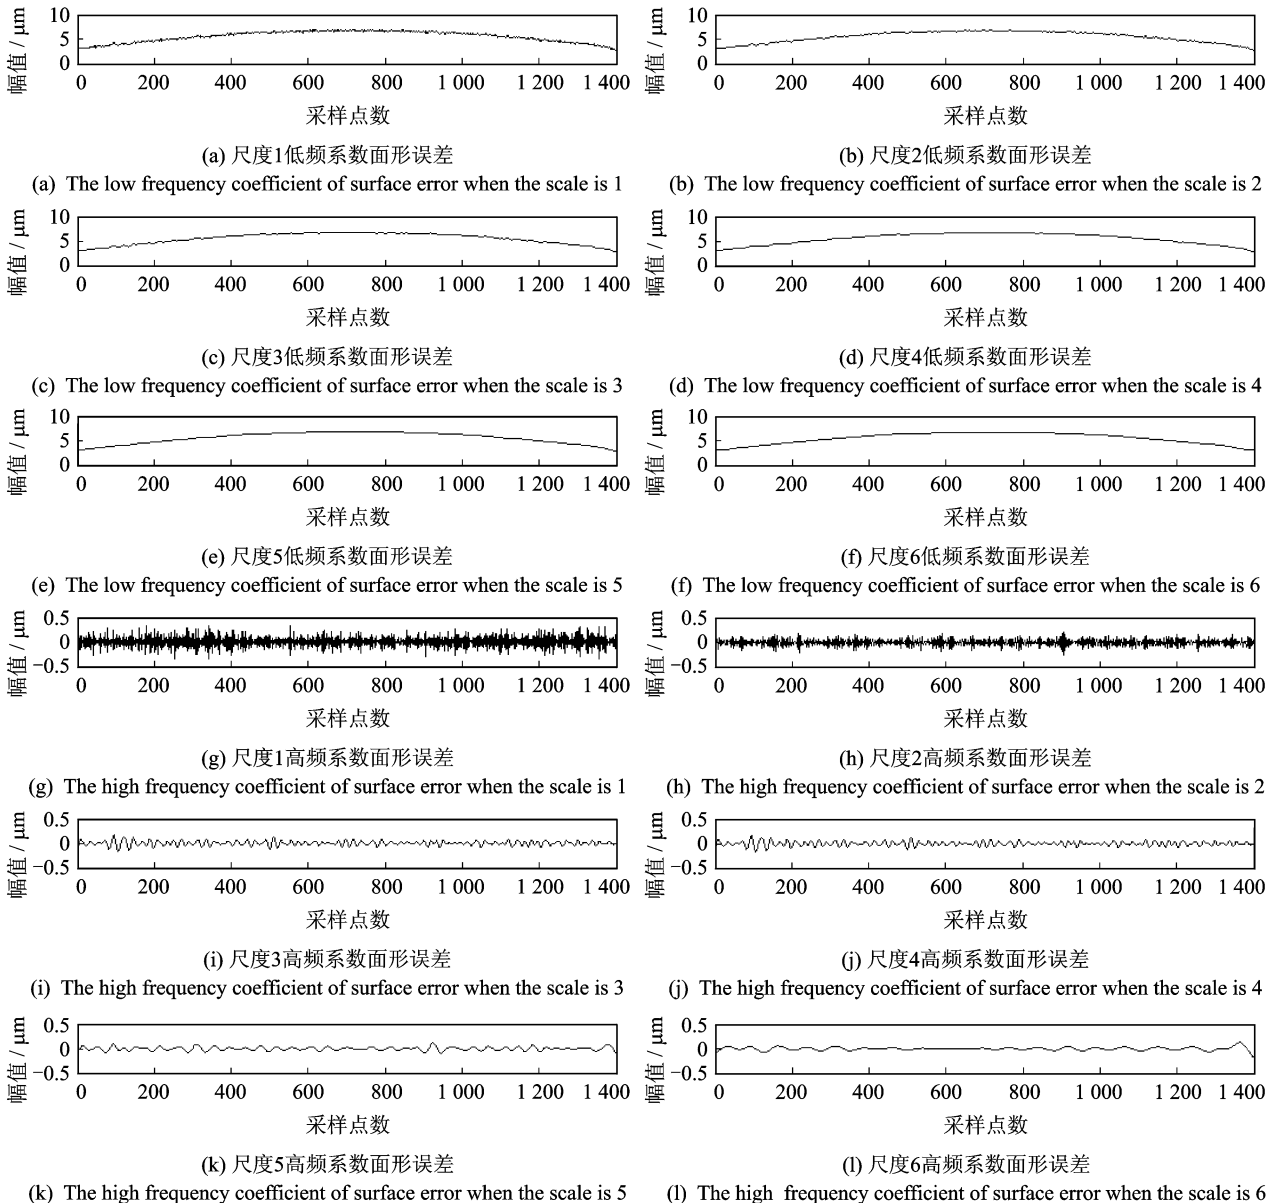 10
5
0
幅值 / μm
0 200 400 600 800 1 000 1 200 1 400
采样点数
(a) 尺度1低频系数面形误差
(a) The low frequency coefficient of surface error when the scale is 1
10
5
0
幅值 / μm
0 200 400 600 800 1 000 1 200 1 400
采样点数
(b) 尺度2低频系数面形误差
(b) The low frequency coefficient of surface error when the scale is 2
10
5
0
幅值 / μm
0 200 400 600 800 1 000 1 200 1 400
采样点数
(c) 尺度3低频系数面形误差
(c) The low frequency coefficient of surface error when the scale is 3
10
5
0
幅值 / μm
0 200 400 600 800 1 000 1 200 1 400
采样点数
(d) 尺度4低频系数面形误差
(d) The low frequency coefficient of surface error when the scale is 4
10
5
0
幅值 / μm
0 200 400 600 800 1 000 1 200 1 400
采样点数
(e) 尺度5低频系数面形误差
(e) The low frequency coefficient of surface error when the scale is 5
10
5
0
幅值 / μm
0 200 400 600 800 1 000 1 200 1 400
采样点数
(f) 尺度6低频系数面形误差
(f) The low frequency coefficient of surface error when the scale is 6
0.5
0
−0.5
幅值 / μm
0 200 400 600 800 1 000 1 200 1 400
采样点数
(g) 尺度1高频系数面形误差
(g) The high frequency coefficient of surface error when the scale is 1
0.5
0
−0.5
幅值 / μm
0 200 400 600 800 1 000 1 200 1 400
采样点数
(h) 尺度2高频系数面形误差
(h) The high frequency coefficient of surface error when the scale is 2
0.5
0
−0.5
幅值 / μm
0 200 400 600 800 1 000 1 200 1 400
采样点数
(i) 尺度3高频系数面形误差
(i) The high frequency coefficient of surface error when the scale is 3
0.5
0
−0.5
幅值 / μm
0 200 400 600 800 1 000 1 200 1 400
采样点数
(j) 尺度4高频系数面形误差
(j) The high frequency coefficient of surface error when the scale is 4
0.5
0
−0.5
幅值 / μm
0 200 400 600 800 1 000 1 200 1 400
采样点数
(k) 尺度5高频系数面形误差
(k) The high frequency coefficient of surface error when the scale is 5
0.5
0
−0.5
幅值 / μm
0 200 400 600 800 1 000 1 200 1 400
采样点数
(l) 尺度6高频系数面形误差
(l) The high frequency coefficient of surface error when the scale is 6